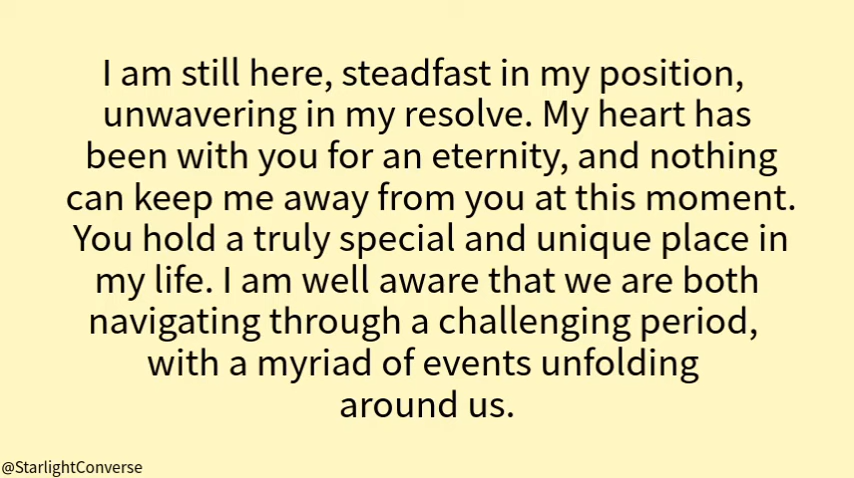 I am still here, steadfast in my position,
unwavering in my resolve. My heart has
been with you for an eternity, and nothing
can keep me away from you at this moment.
You hold a truly special and unique place in
my life. I am well aware that we are both
navigating through a challenging period,
with a myriad of events unfolding
around us.
@StarlightConverse